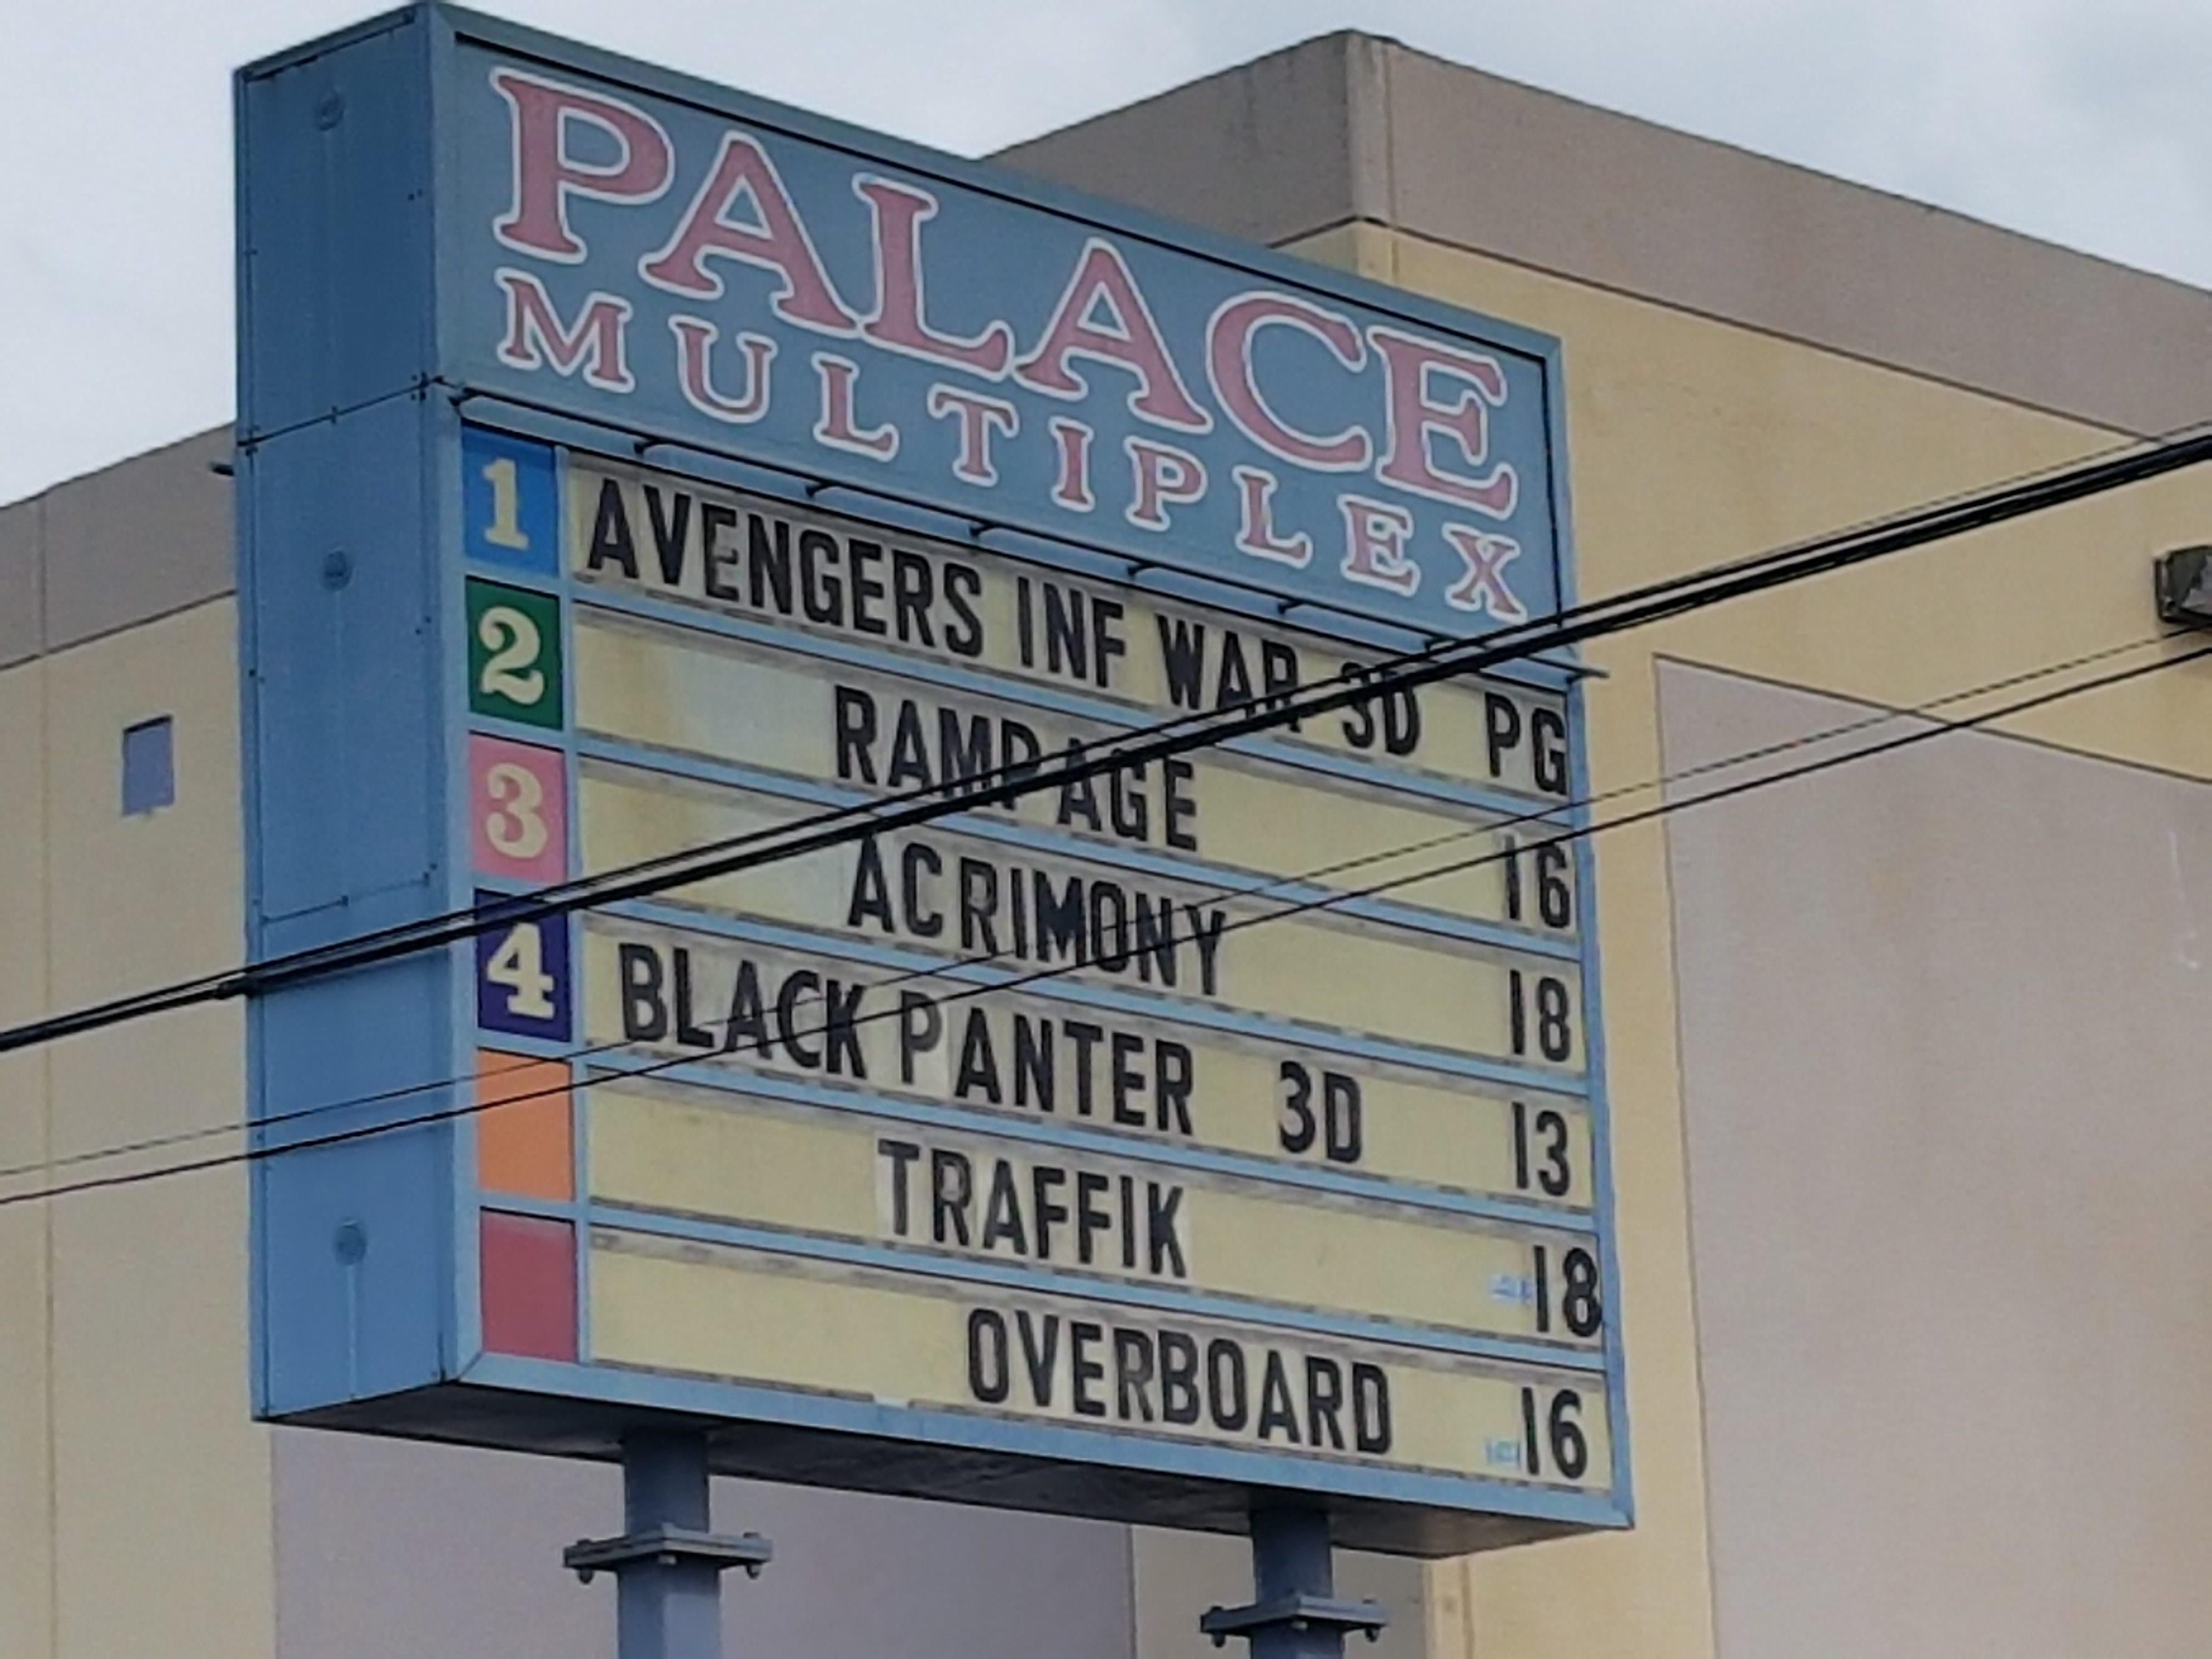 PALACE
MULTIPLEX
1 AVENGERS INF WAR 3D PG
2 RAMPAGE 16
3 ACRIMONY 18
4 BLACK PANTER 3D 13
TRAFFIK 18
OVERBOARD 16